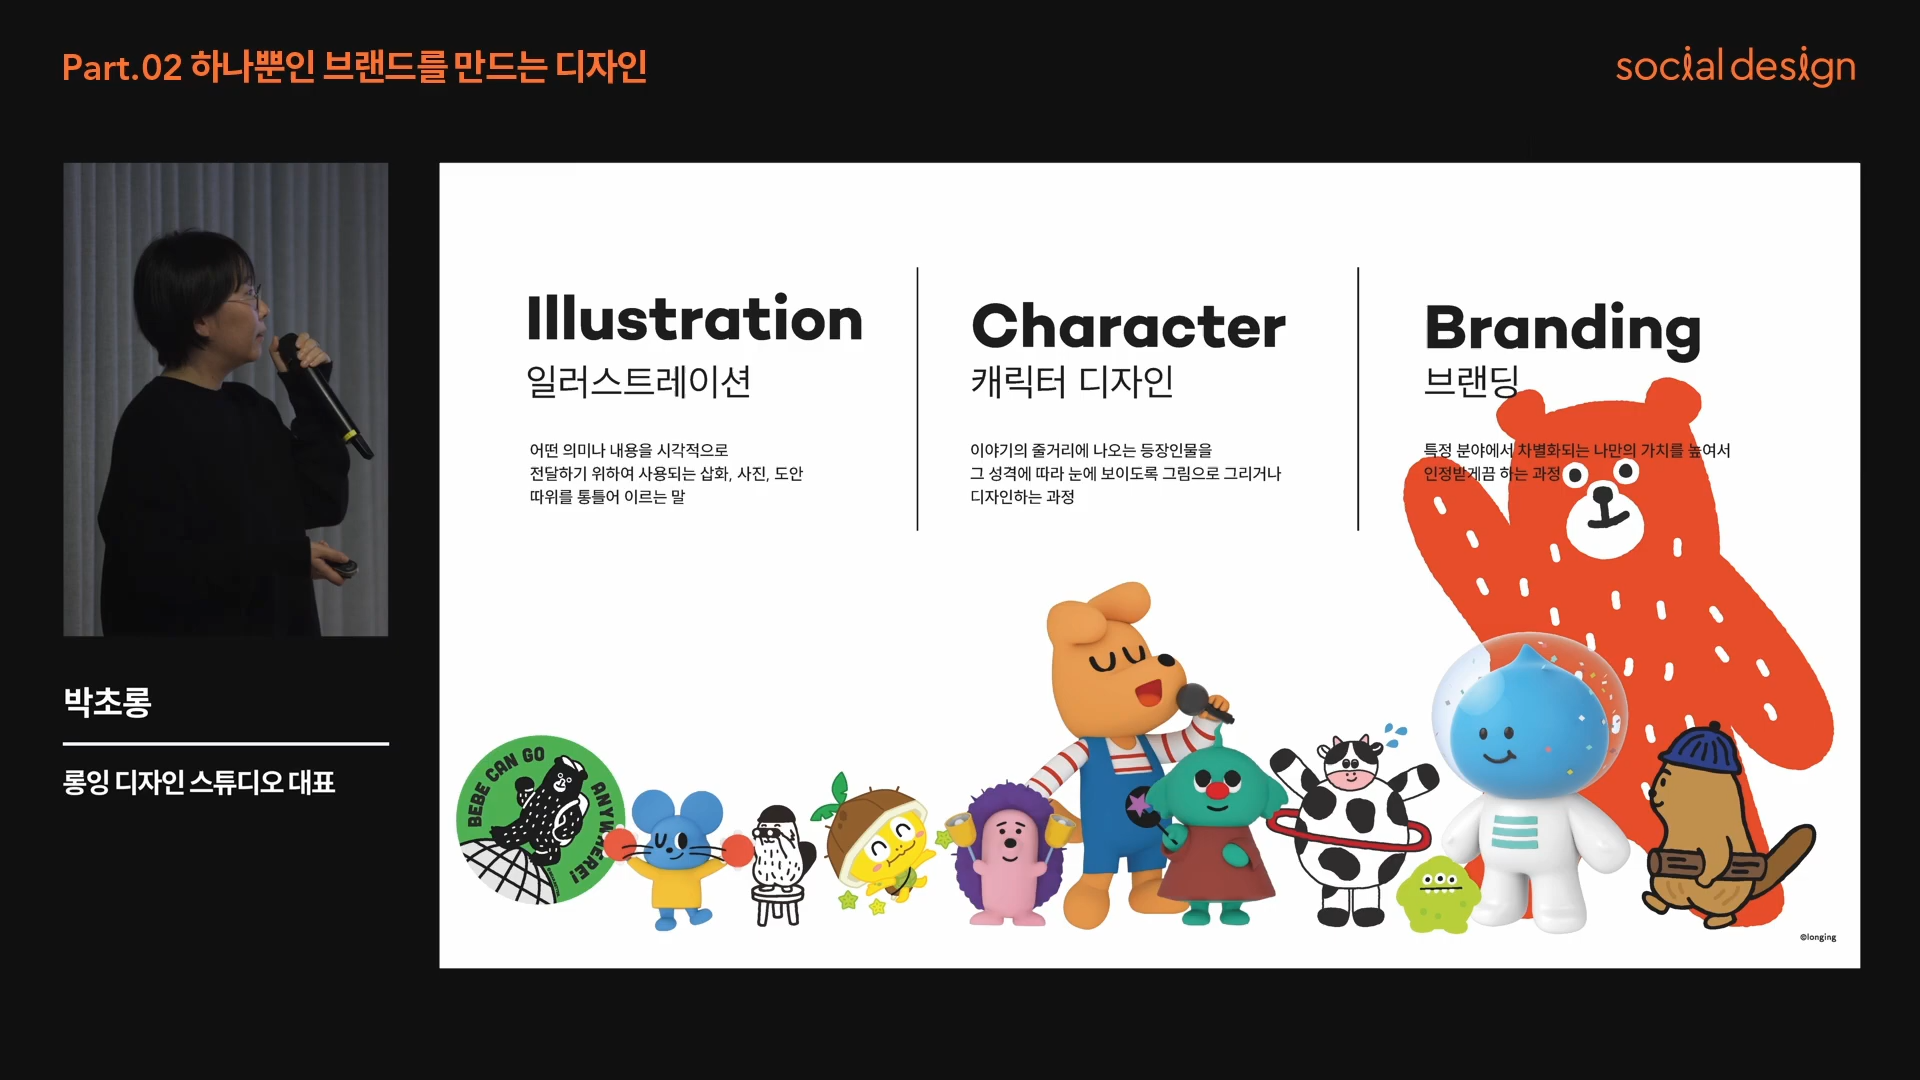 Part.02 하나뿐인 브랜드를 만드는 디자인
social design
Illustration
일러스트레이션
어떤 의미나 내용을 시각적으로
전달하기 위하여 사용되는 삽화, 사진, 도안
따위를 통틀어 이르는 말
Character
캐릭터 디자인
이야기의 줄거리에 나오는 등장인물을
그 성격에 따라 눈에 보이도록 그림으로 그리거나
디자인하는 과정
Branding
브랜딩
특정 분야에서 차별화되는 나만의 가치를 높여서
인정받게끔 하는 과정
박초롱
롱잉 디자인 스튜디오 대표
BEBE CAN GO
ANYWHERE!
©longing